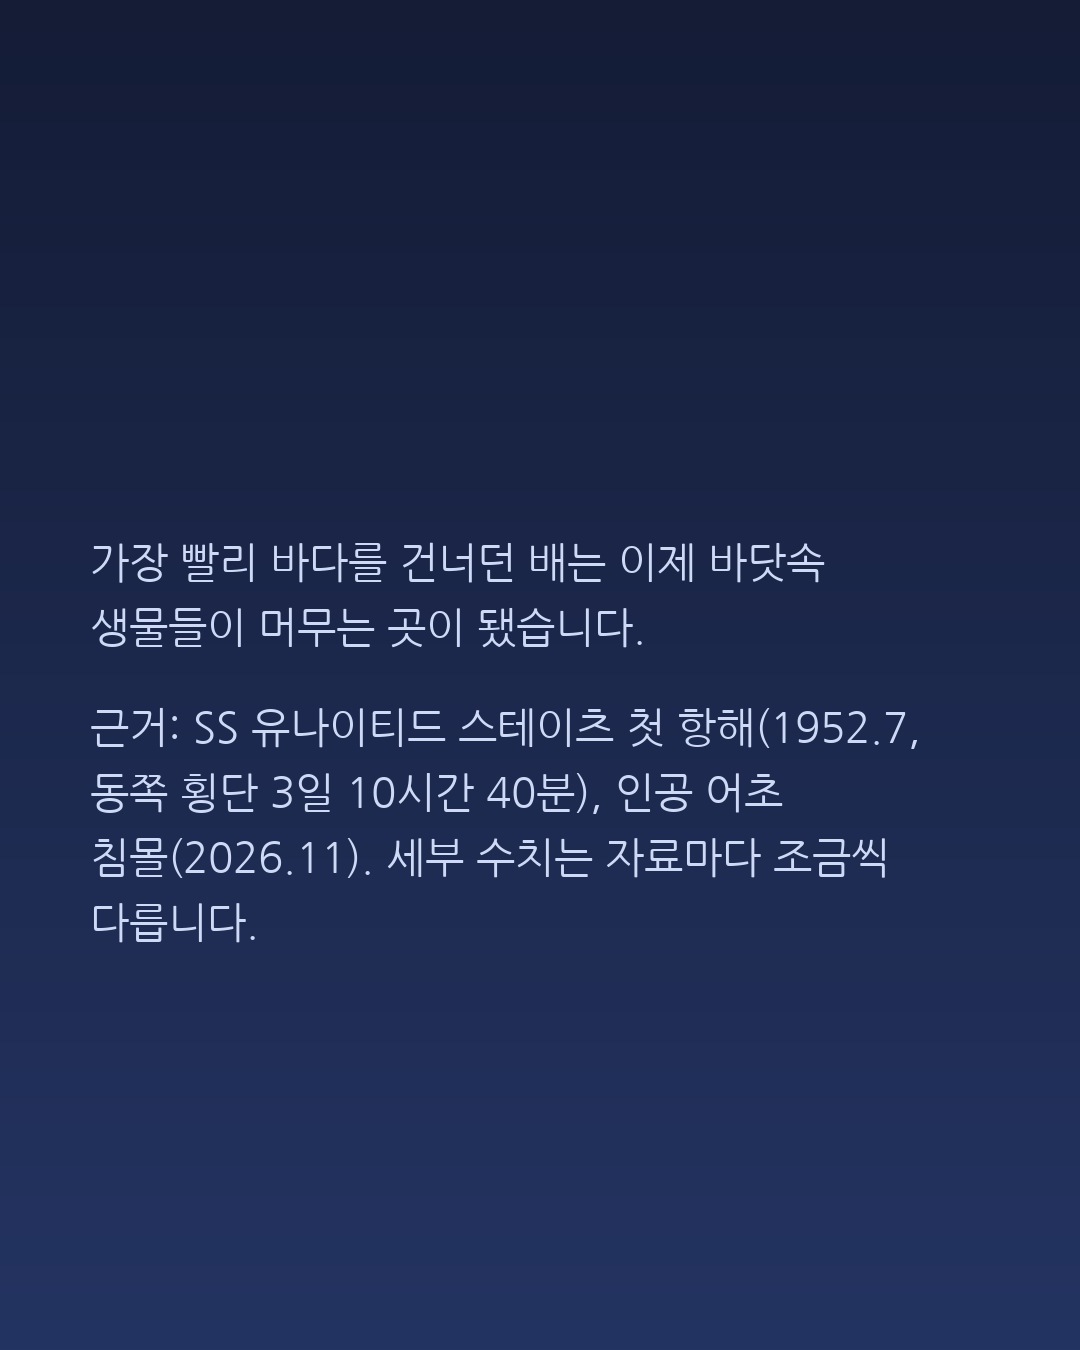 가장 빨리 바다를 건너던 배는 이제 바닷속
생물들이 머무는 곳이 됐습니다.
근거: SS 유나이티드 스테이츠 첫 항해(1952.7,
동쪽 횡단 3일 10시간 40분), 인공 어초
침몰(2026.11). 세부 수치는 자료마다 조금씩
다릅니다.